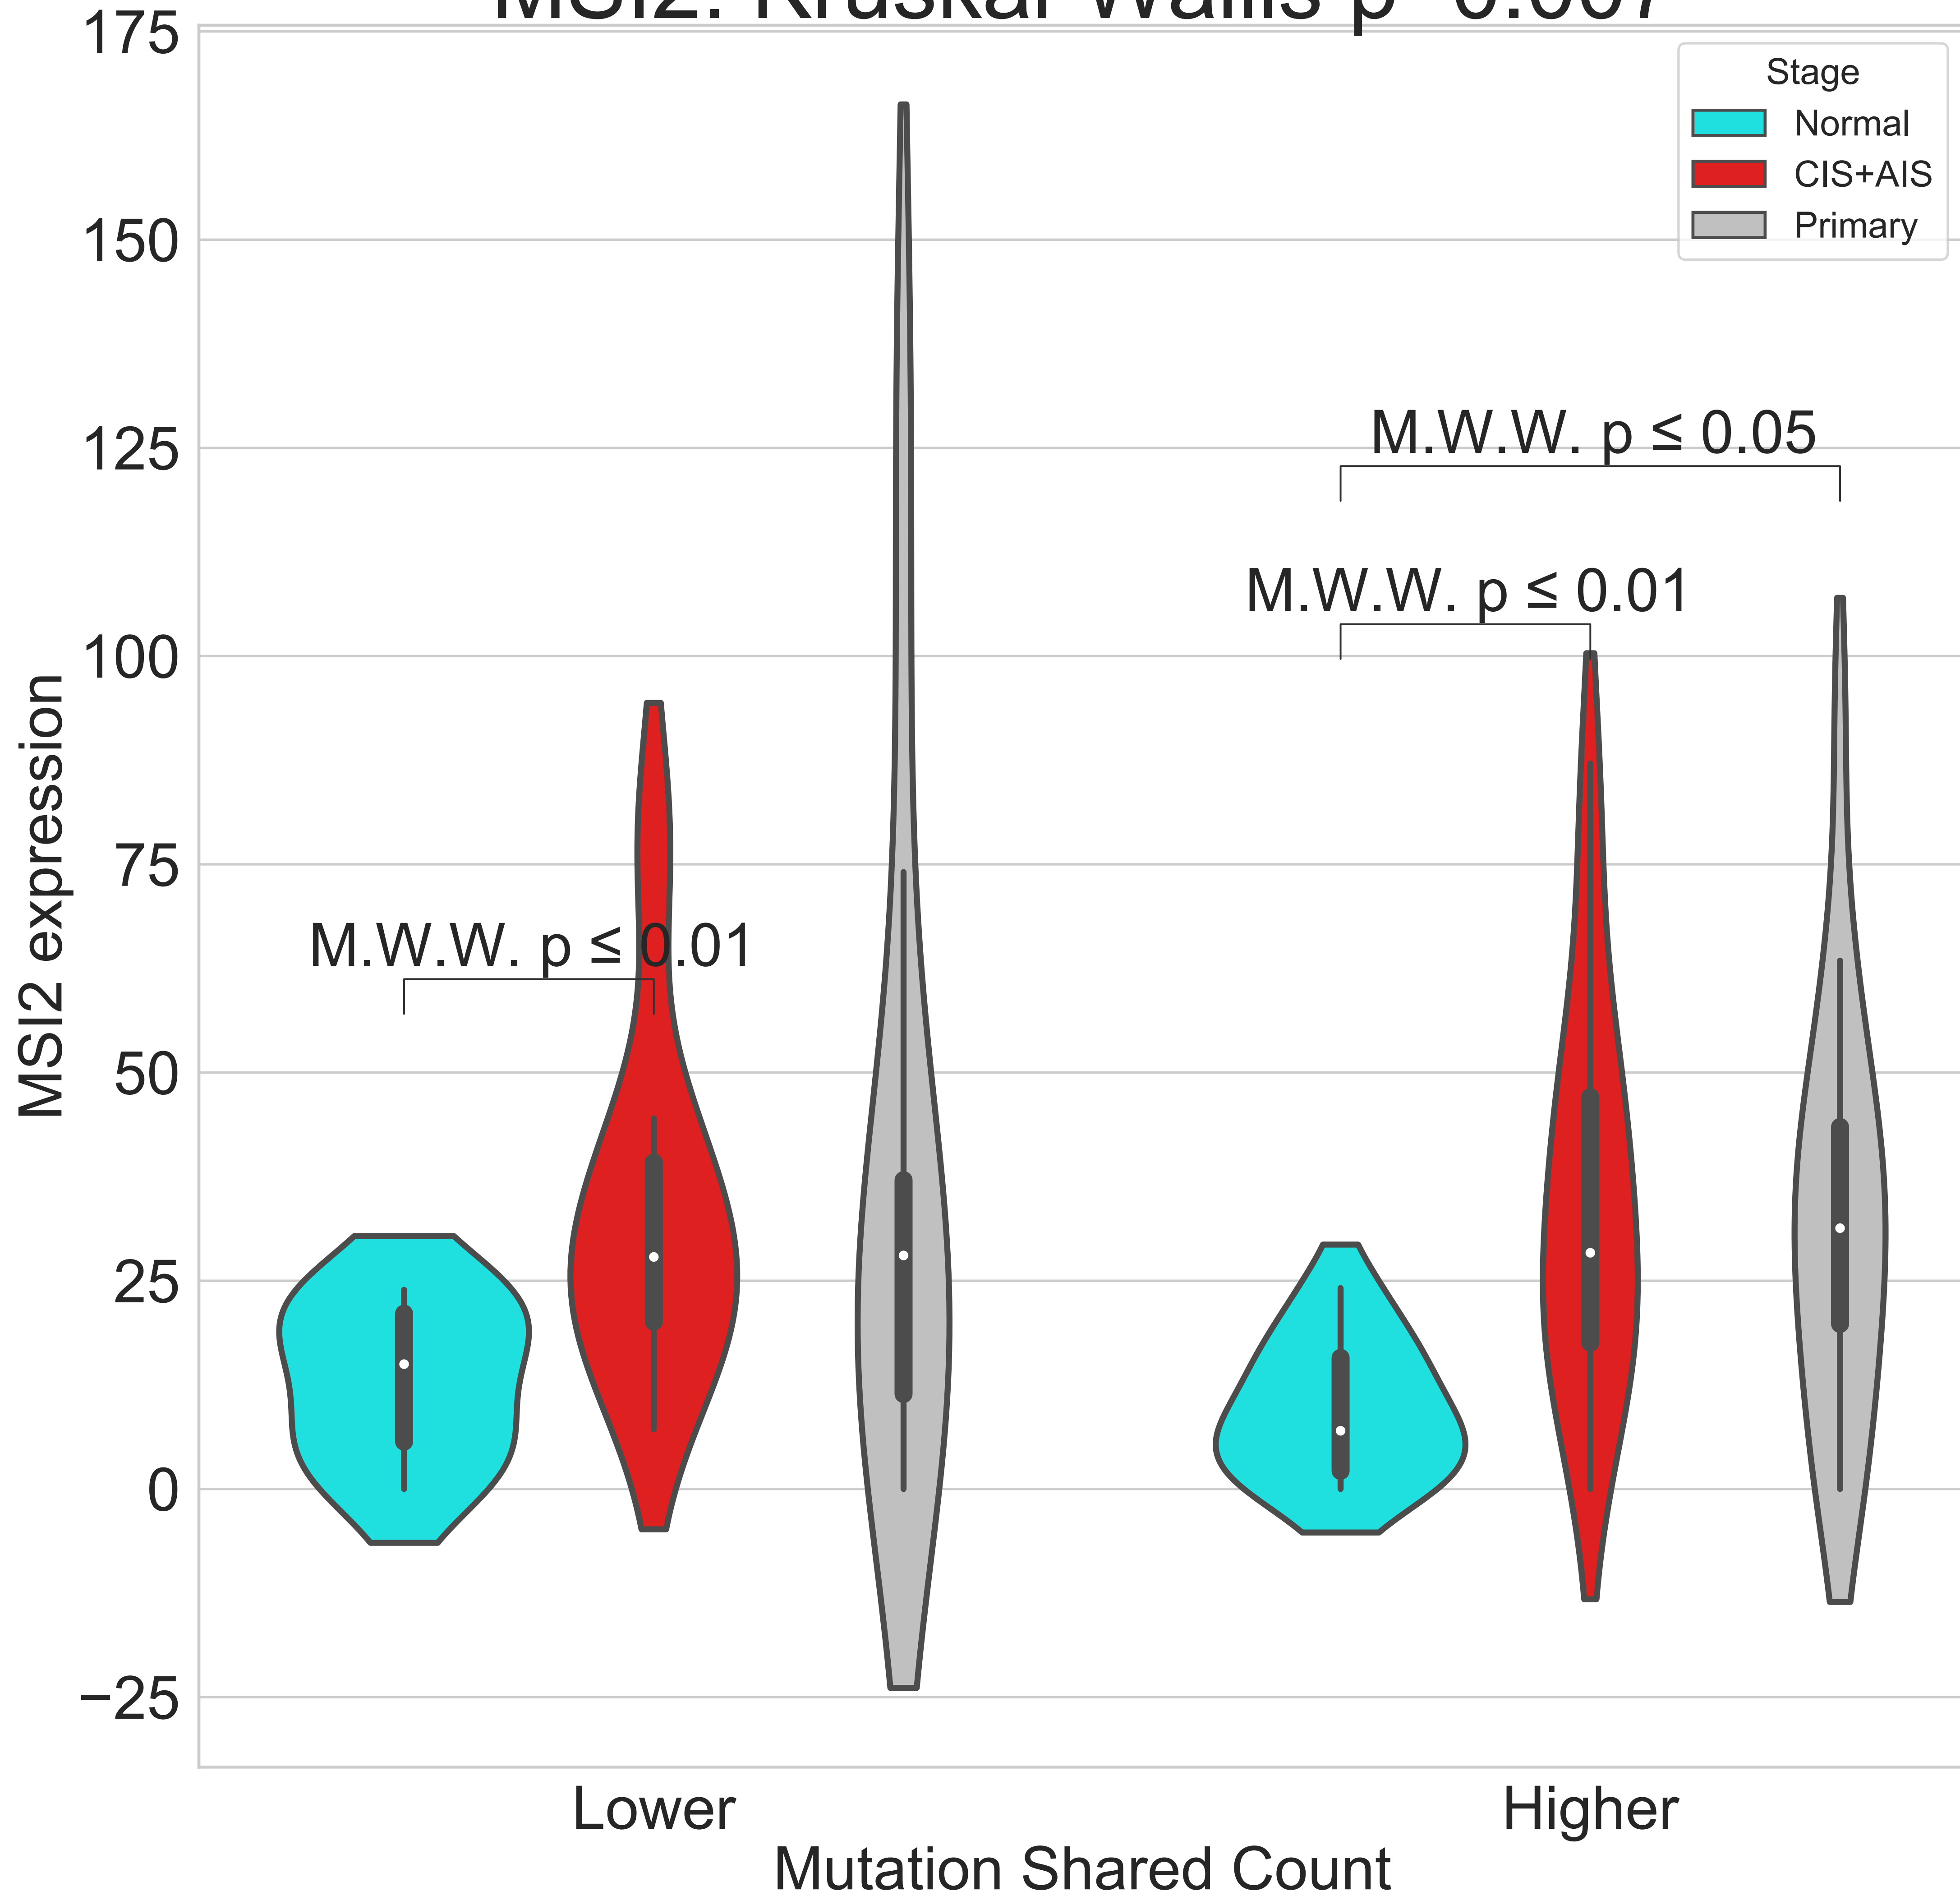 175
150
125
100
75
50
25
0
−25
MSI2 expression
Stage
Normal
CIS+AIS
Primary
M.W.W. p ≤ 0.05
M.W.W. p ≤ 0.01
M.W.W. p ≤ 0.01
Lower
Higher
Mutation Shared Count